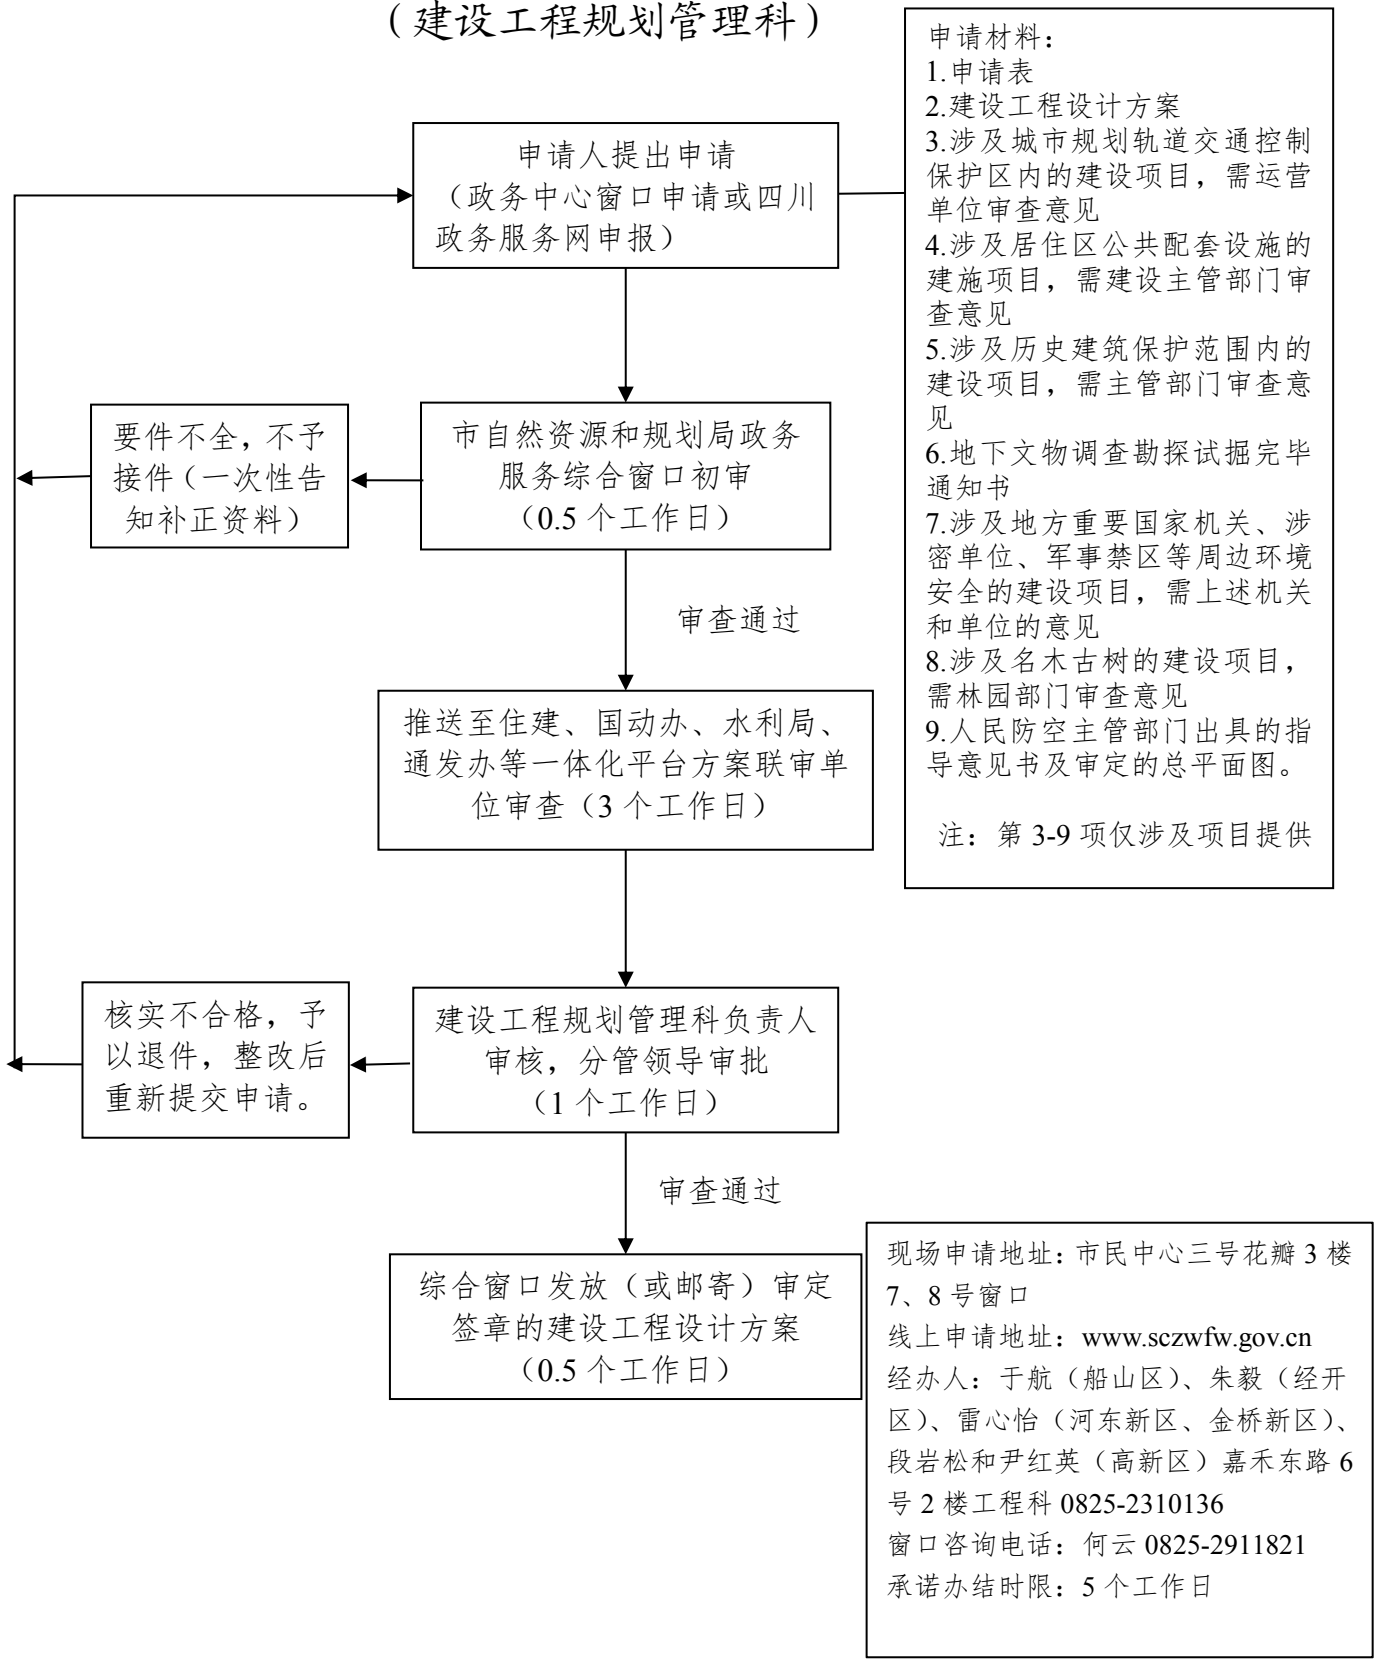 （建设工程规划管理科）
申请人提出申请
（政务中心窗口申请或四川
政务服务网申报）
申请材料：
1.申请表
2.建设工程设计方案
3.涉及城市规划轨道交通控制
保护区内的建设项目，需运营
单位审查意见
4.涉及居住区公共配套设施的
建施项目，需建设主管部门审
查意见
5.涉及历史建筑保护范围内的
建设项目，需主管部门审查意
见
6.地下文物调查勘探试掘完毕
通知书
7.涉及地方重要国家机关、涉
密单位、军事禁区等周边环境
安全的建设项目，需上述机关
和单位的意见
8.涉及名木古树的建设项目，
需林园部门审查意见
9.人民防空主管部门出具的指
导意见书及审定的总平面图。
注：第 3-9 项仅涉及项目提供
要件不全，不予
接件（一次性告
知补正资料）
市自然资源和规划局政务
服务综合窗口初审
（0.5 个工作日）
审查通过
推送至住建、国动办、水利局、
通发办等一体化平台方案联审单
位审查（3 个工作日）
核实不合格，予
以退件，整改后
重新提交申请。
建设工程规划管理科负责人
审核，分管领导审批
（1 个工作日）
审查通过
综合窗口发放（或邮寄）审定
签章的建设工程设计方案
（0.5 个工作日）
现场申请地址：市民中心三号花瓣 3 楼
7、8 号窗口
线上申请地址：www.sczwfw.gov.cn
经办人：于航（船山区）、朱毅（经开
区）、雷心怡（河东新区、金桥新区）、
段岩松和尹红英（高新区）嘉禾东路 6
号 2 楼工程科 0825-2310136
窗口咨询电话：何云 0825-2911821
承诺办结时限：5 个工作日